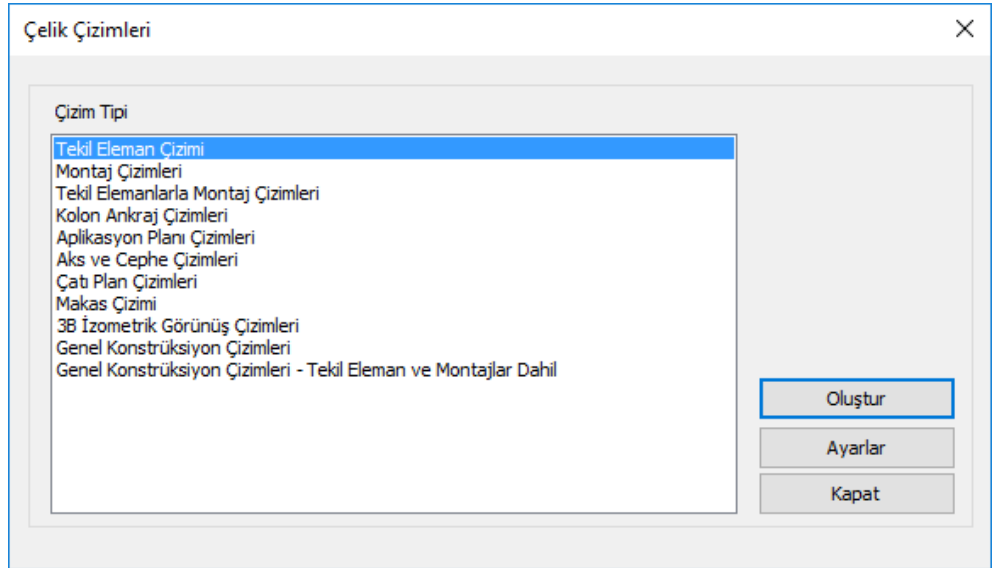 Çelik Çizimleri
Çizim Tipi
Tekil Eleman Çizimi
Montaj Çizimleri
Tekil Elemanlarla Montaj Çizimleri
Kolon Ankraj Çizimleri
Aplikasyon Planı Çizimleri
Aks ve Cephe Çizimleri
Çatı Plan Çizimleri
Makas Çizimi
3B İzometrik Görünüş Çizimleri
Genel Konstrüksiyon Çizimleri
Genel Konstrüksiyon Çizimleri - Tekil Eleman ve Montajlar Dahil
Oluştur
Ayarlar
Kapat